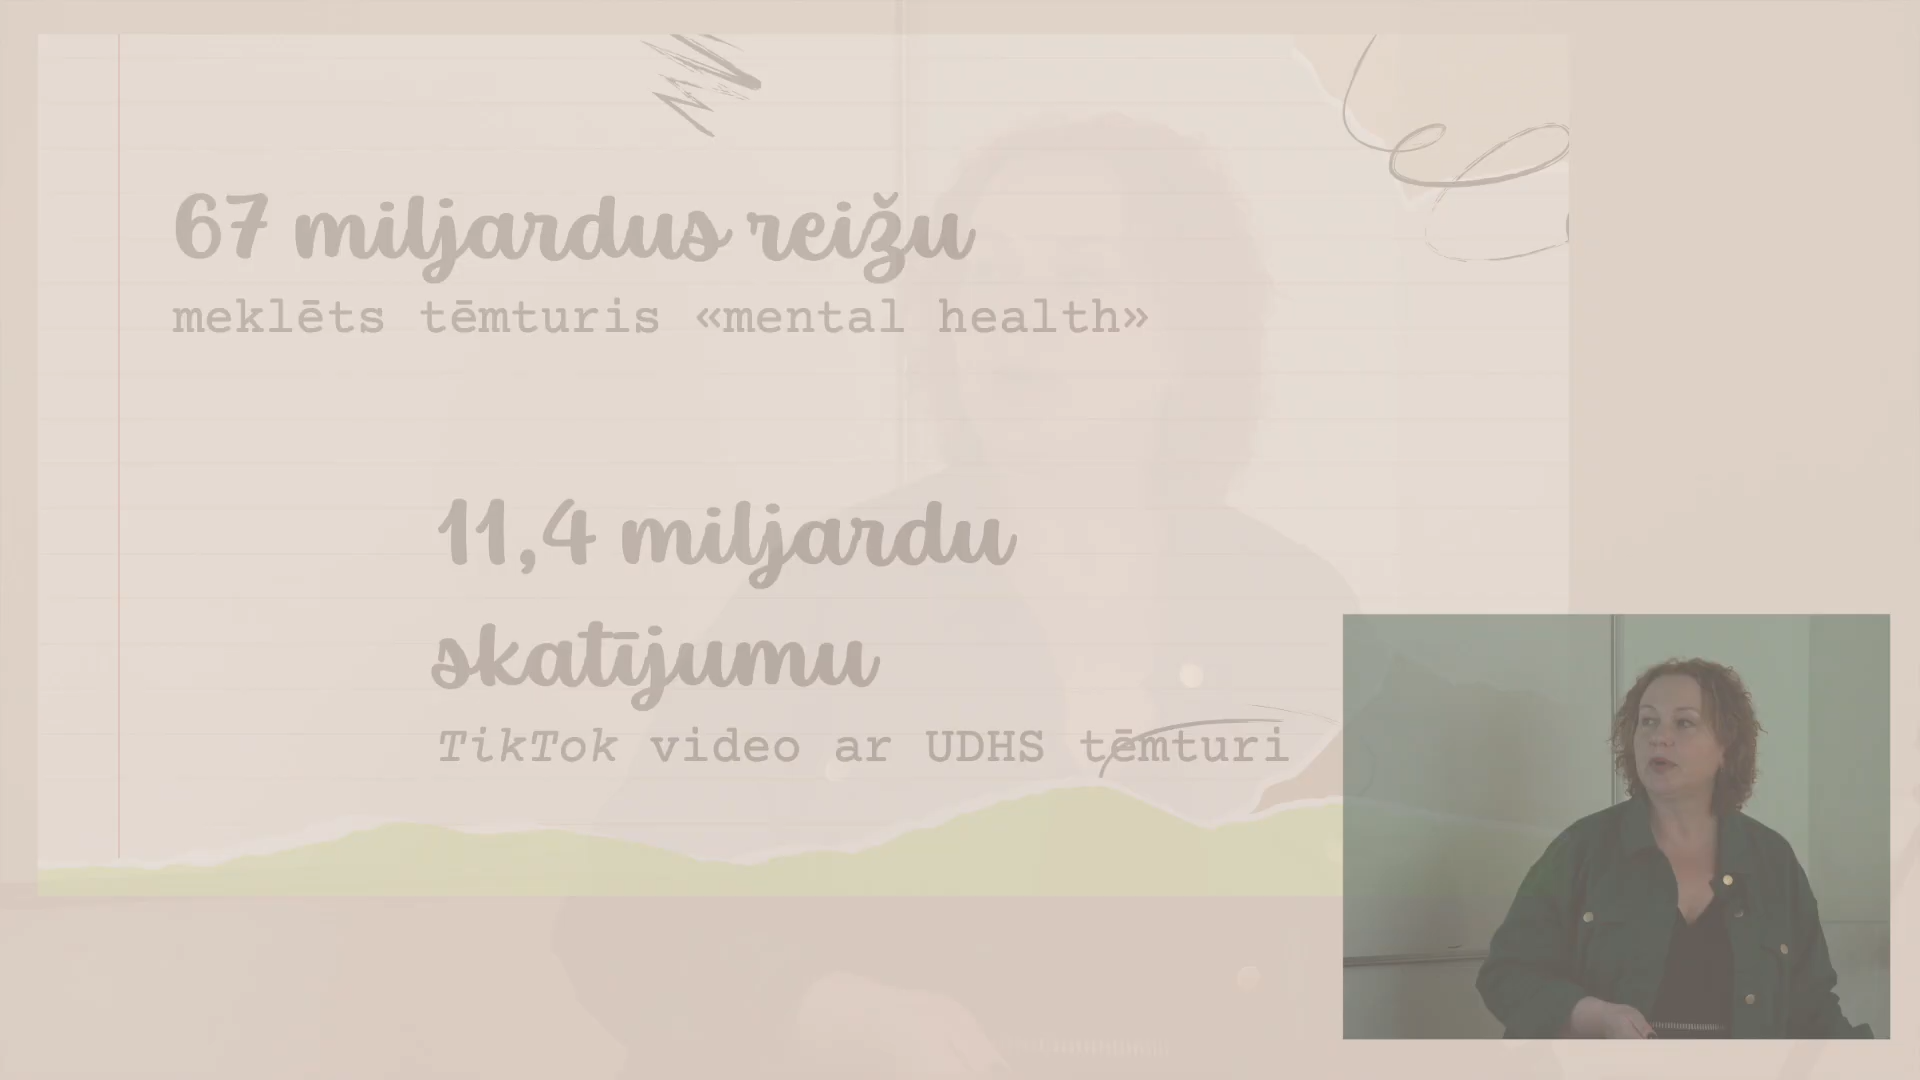 67 miljardus reižu
meklēts tēmturis «mental health»
11,4 miljardu
skatījumu
TikTok video ar UDHS tēmturi